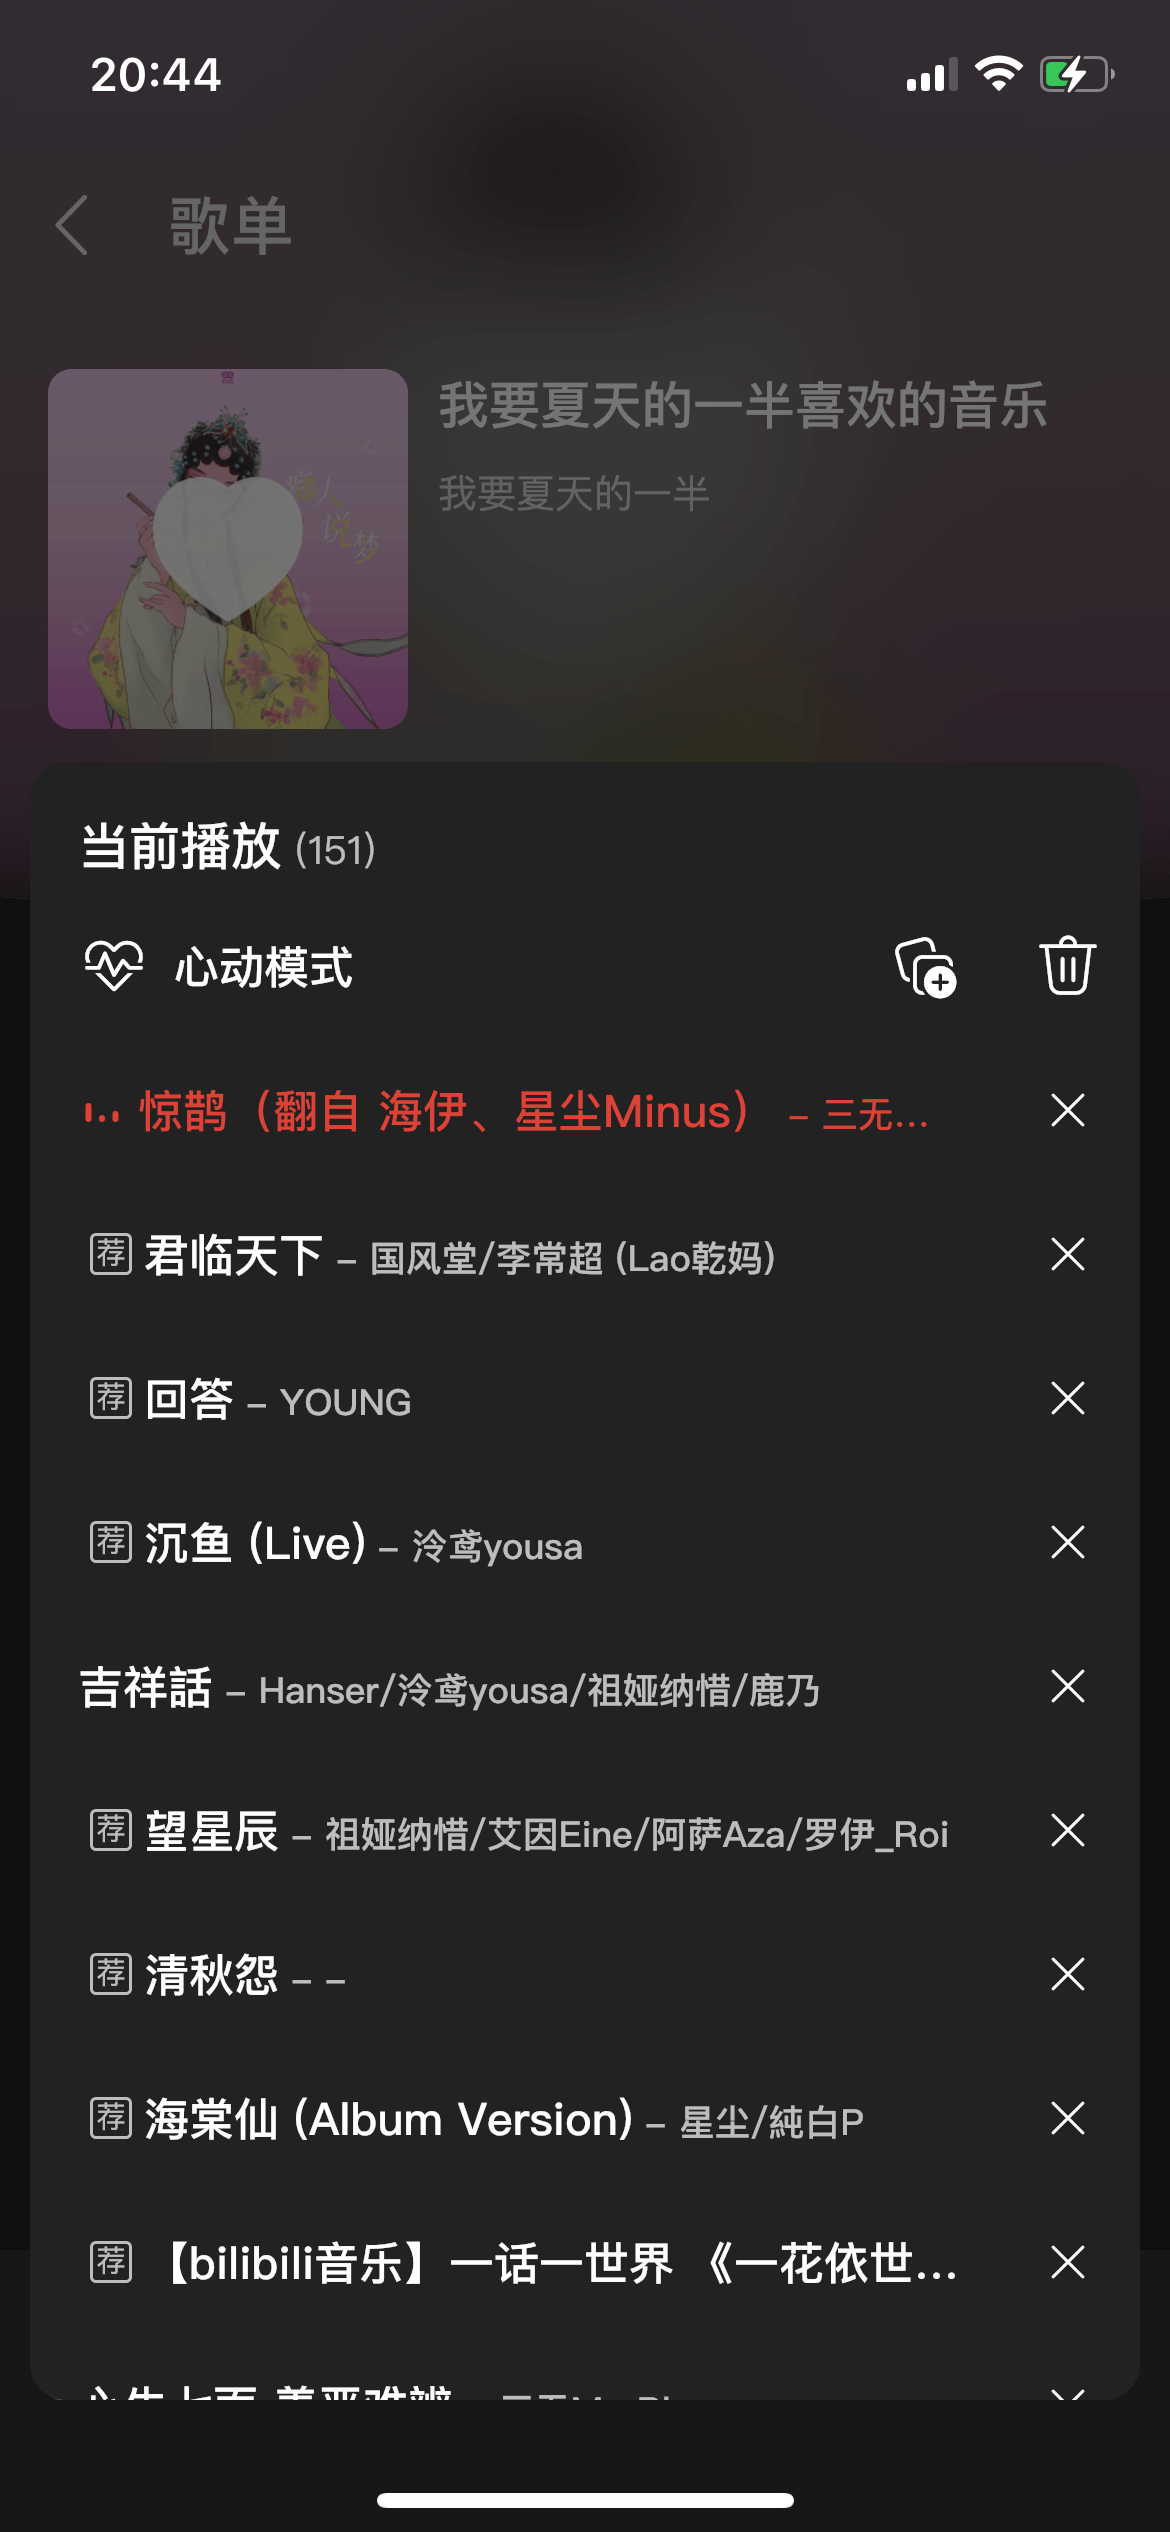 20:44
歌单
我要夏天的一半喜欢的音乐
我要夏天的一半
痴人
说梦
当前播放 (151)
心动模式
惊鹊（翻自 海伊、星尘Minus） – 三无...
荐 君临天下 – 国风堂/李常超 (Lao乾妈)
荐 回答 – YOUNG
荐 沉鱼 (Live) – 泠鸢yousa
吉祥話 – Hanser/泠鸢yousa/祖娅纳惜/鹿乃
荐 望星辰 – 祖娅纳惜/艾因Eine/阿萨Aza/罗伊_Roi
荐 清秋怨 – –
荐 海棠仙 (Album Version) – 星尘/純白P
荐 【bilibili音乐】一话一世界 《一花依世...